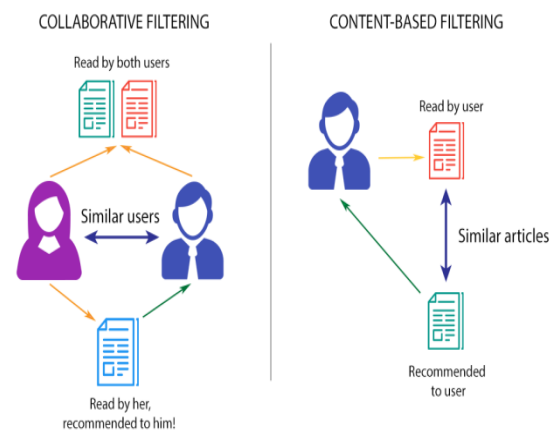 COLLABORATIVE FILTERING
Read by both users
Similar users
Read by her,
recommended to him!
CONTENT-BASED FILTERING
Read by user
Similar articles
Recommended
to user